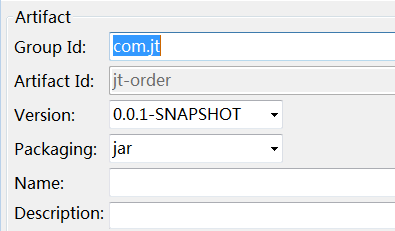 Artifact
Group Id: com.jt
Artifact Id: jt-order
Version: 0.0.1-SNAPSHOT
Packaging: jar
Name:
Description: